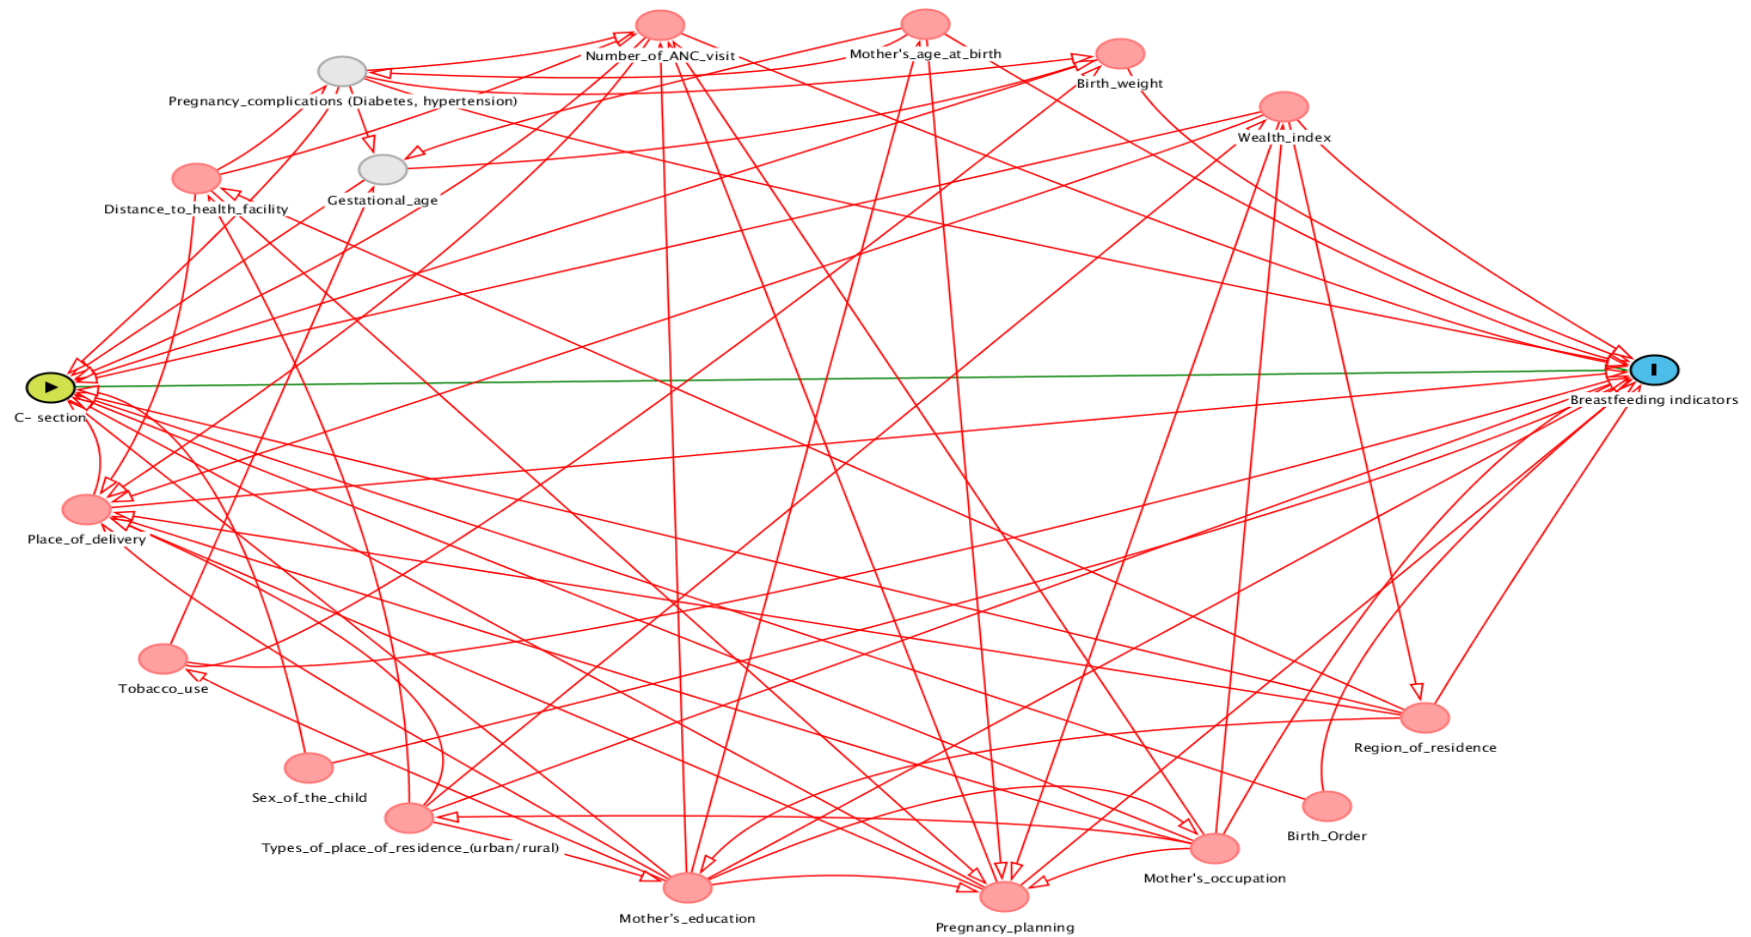 Number_of_ANC_visit
Mother's_age_at_birth
Birth_weight
Pregnancy_complications (Diabetes, hypertension)
Wealth_index
Gestational_age
Distance_to_health_facility
C- section
Breastfeeding indicators
Place_of_delivery
Tobacco_use
Region_of_residence
Sex_of_the_child
Birth_Order
Types_of_place_of_residence_(urban/rural)
Mother's_occupation
Mother's_education
Pregnancy_planning